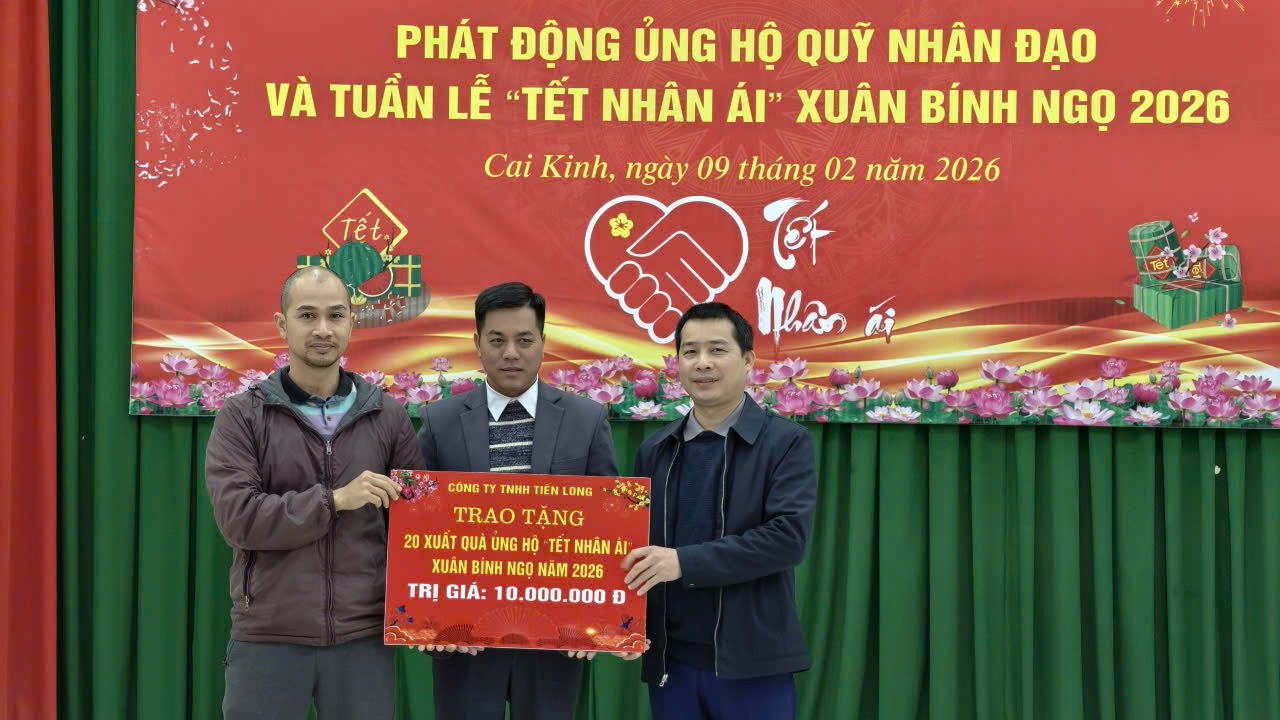 PHÁT ĐỘNG ỦNG HỘ QUỸ NHÂN ĐẠO
VÀ TUẦN LỄ “TẾT NHÂN ÁI” XUÂN BÍNH NGỌ 2026
Cai Kinh, ngày 09 tháng 02 năm 2026
Tết
Tết
Nhân ái
Tết
CÔNG TY TNHH TIẾN LONG
TRAO TẶNG
20 XUẤT QUÀ ỦNG HỘ “TẾT NHÂN ÁI”
XUÂN BÍNH NGỌ NĂM 2026
TRỊ GIÁ: 10.000.000 Đ